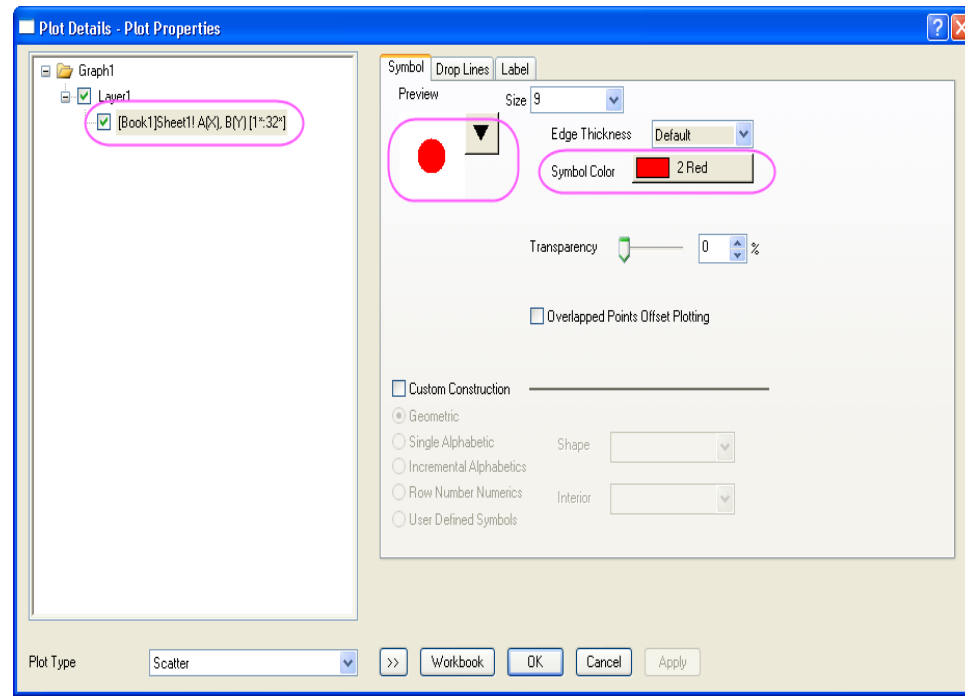 Plot Details - Plot Properties
Graph1
Layer1
[Book1]Sheet1! A(X), B(Y) [1*:32*]
Symbol Drop Lines Label
Preview
Size 9
Edge Thickness Default
Symbol Color 2 Red
Transparency 0 %
Overlapped Points Offset Plotting
Custom Construction
Geometric
Single Alphabetic
Shape
Incremental Alphabetics
Row Number Numerics
Interior
User Defined Symbols
Plot Type Scatter >> Workbook OK Cancel Apply